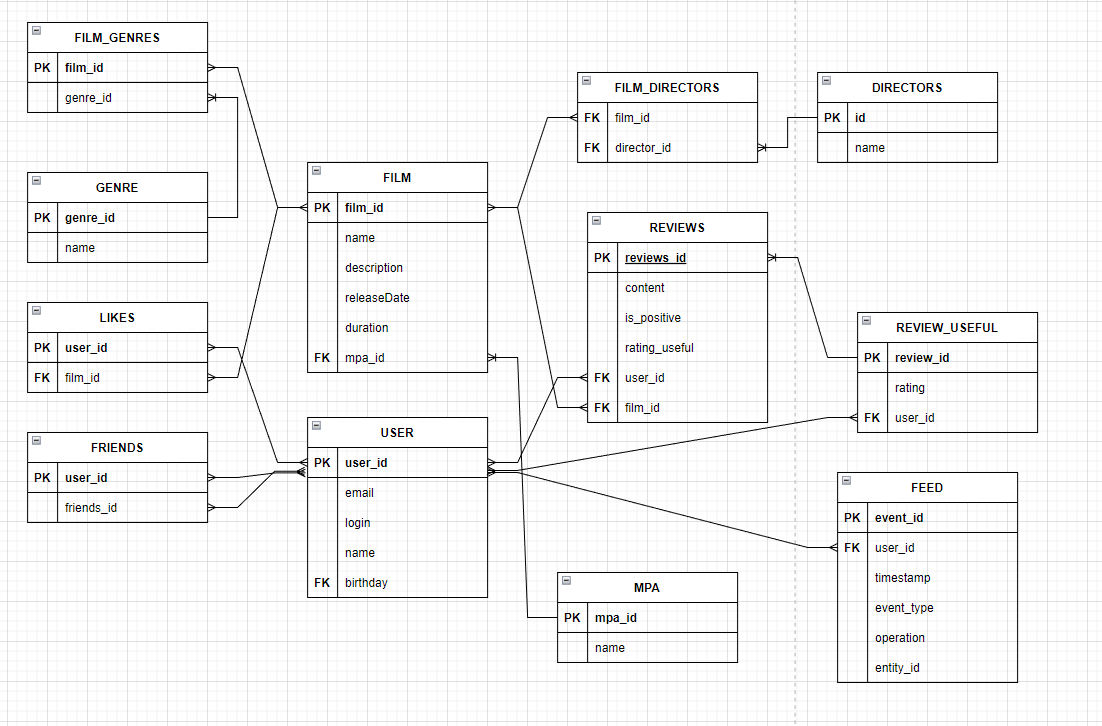 FILM_GENRES
PK film_id
genre_id
GENRE
PK genre_id
name
LIKES
PK user_id
FK film_id
FRIENDS
PK user_id
friends_id
FILM
PK film_id
name
description
releaseDate
duration
FK mpa_id
USER
PK user_id
email
login
name
FK birthday
FILM_DIRECTORS
FK film_id
FK director_id
DIRECTORS
PK id
name
REVIEWS
PK reviews_id
content
is_positive
rating_useful
FK user_id
FK film_id
REVIEW_USEFUL
PK review_id
rating
FK user_id
FEED
PK event_id
FK user_id
timestamp
event_type
operation
entity_id
MPA
PK mpa_id
name